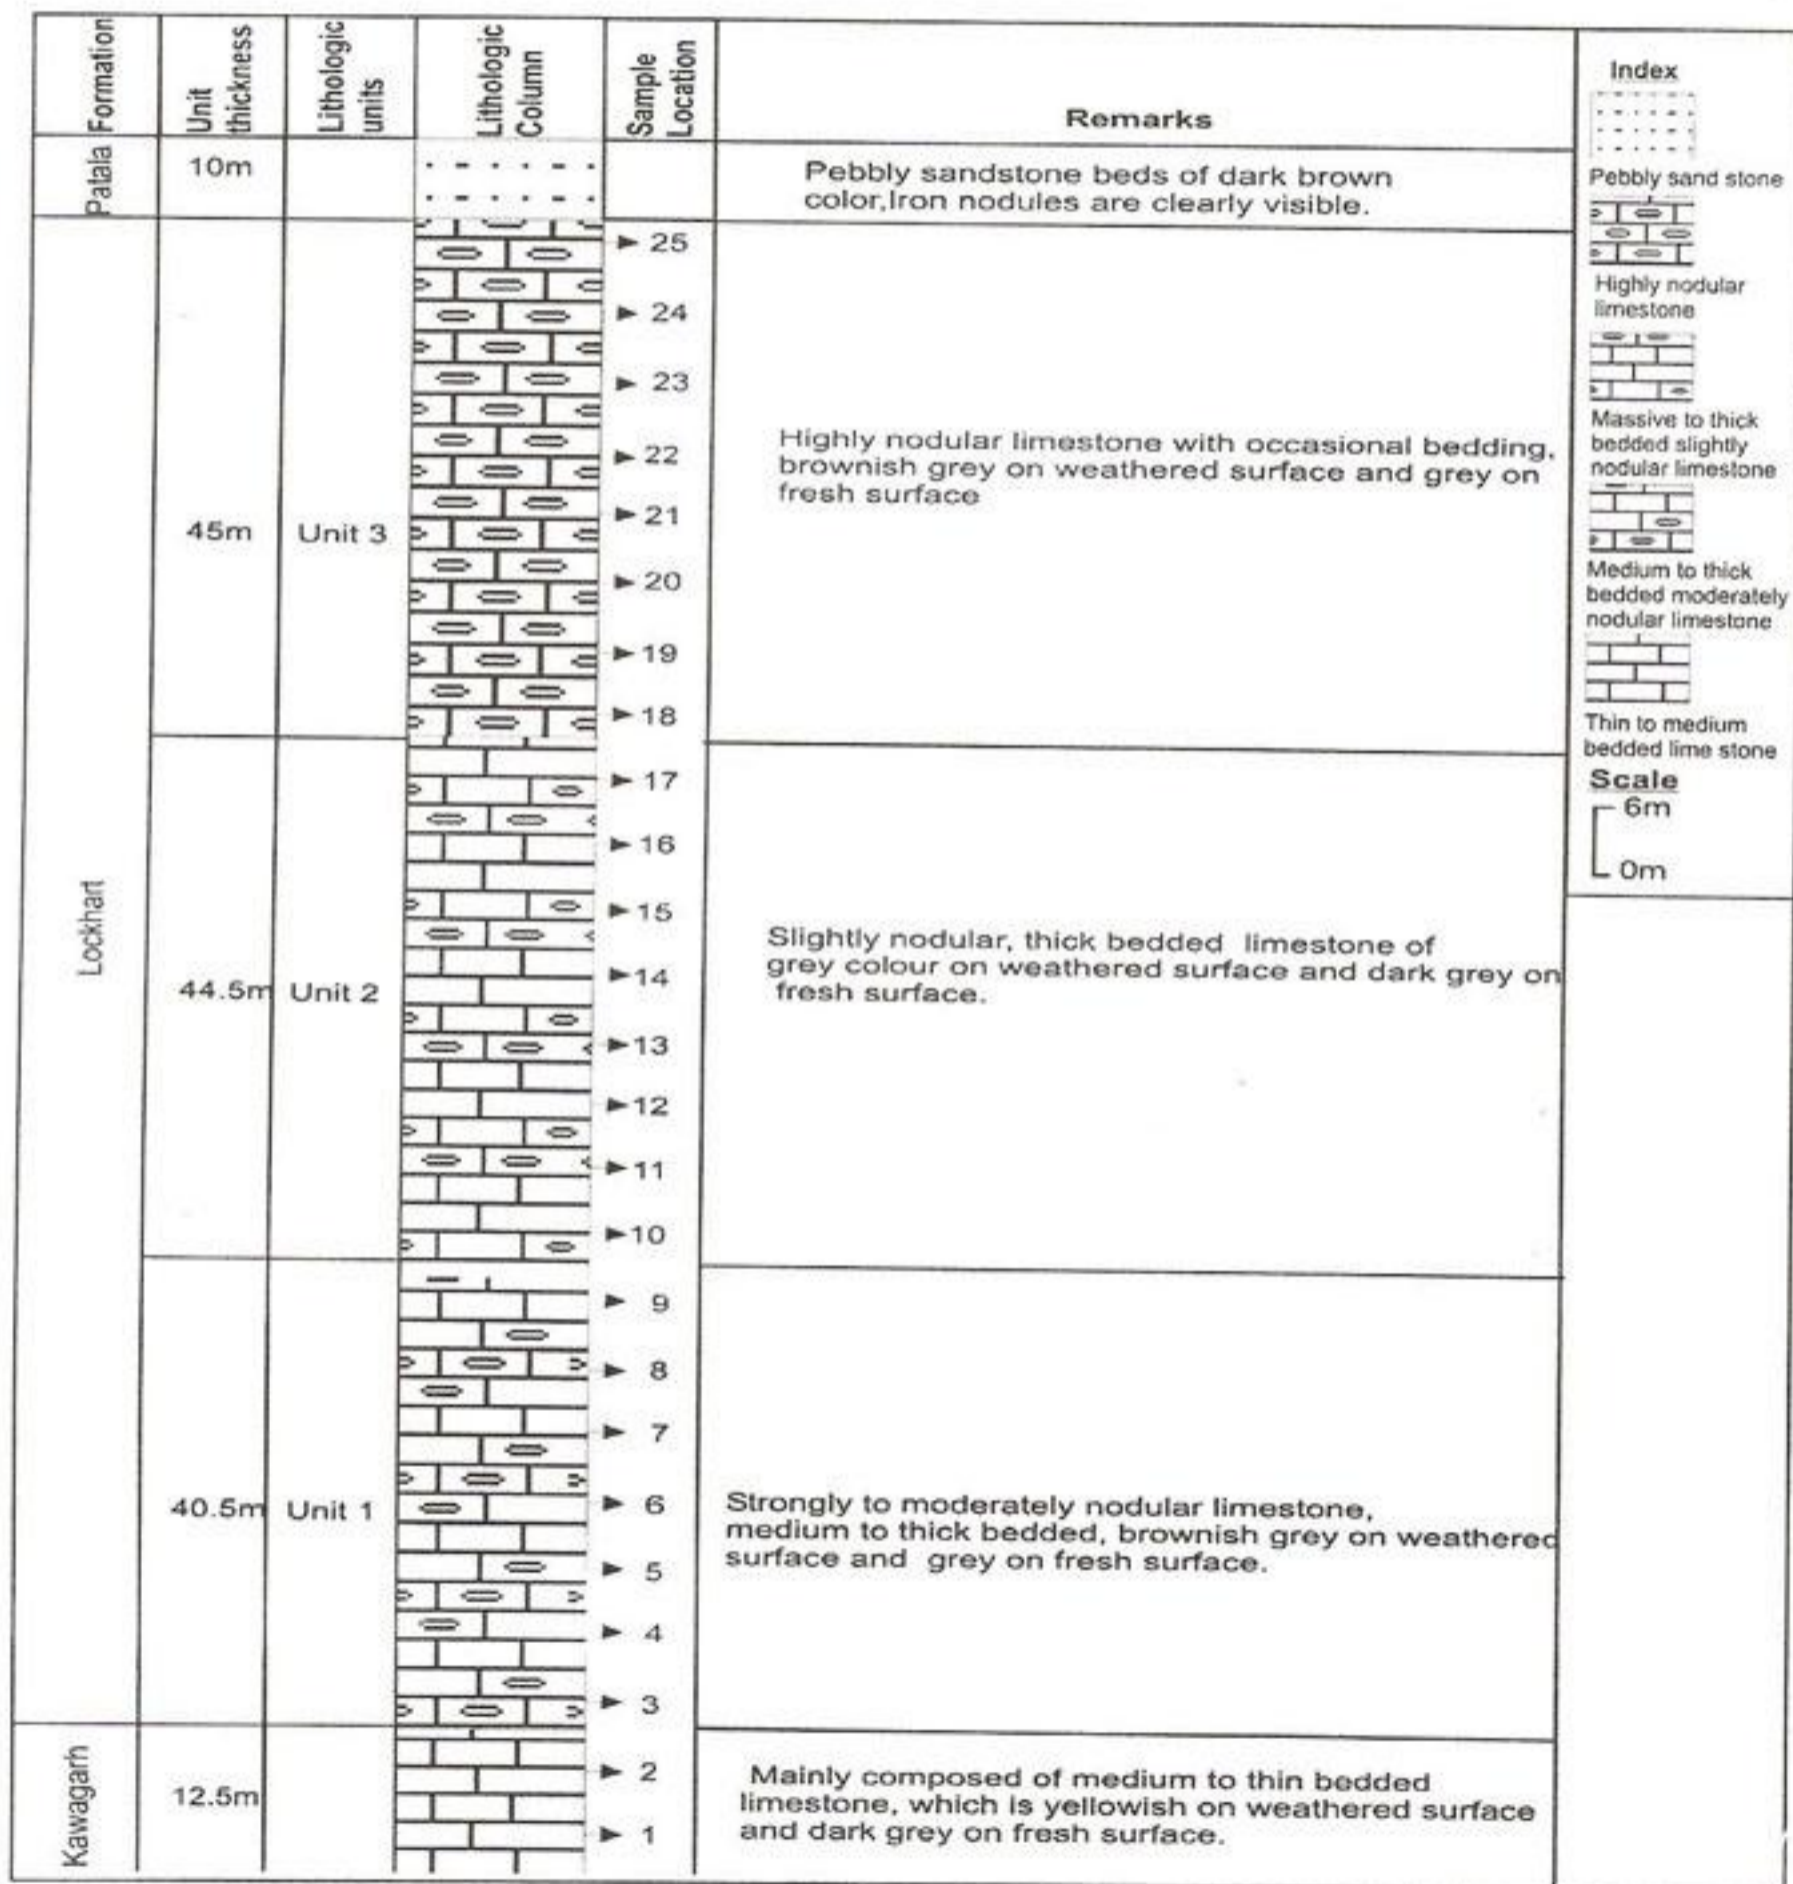 Formation
Unit
thickness
Lithologic
units
Lithologic
Column
Sample
Location
Remarks
Patala
10m
Pebbly sandstone beds of dark brown
color,Iron nodules are clearly visible.
Lockhart
45m
Unit 3
25
24
23
22
21
20
19
18
Highly nodular limestone with occasional bedding,
brownish grey on weathered surface and grey on
fresh surface
44.5m
Unit 2
17
16
15
14
13
12
11
10
Slightly nodular, thick bedded limestone of
grey colour on weathered surface and dark grey on
fresh surface.
40.5m
Unit 1
9
8
7
6
5
4
3
Strongly to moderately nodular limestone,
medium to thick bedded, brownish grey on weathered
surface and grey on fresh surface.
Kawagarh
12.5m
2
1
Mainly composed of medium to thin bedded
limestone, which is yellowish on weathered surface
and dark grey on fresh surface.
Index
Pebbly sand stone
Highly nodular
limestone
Massive to thick
bedded slightly
nodular limestone
Medium to thick
bedded moderately
nodular limestone
Thin to medium
bedded lime stone
Scale
6m
0m